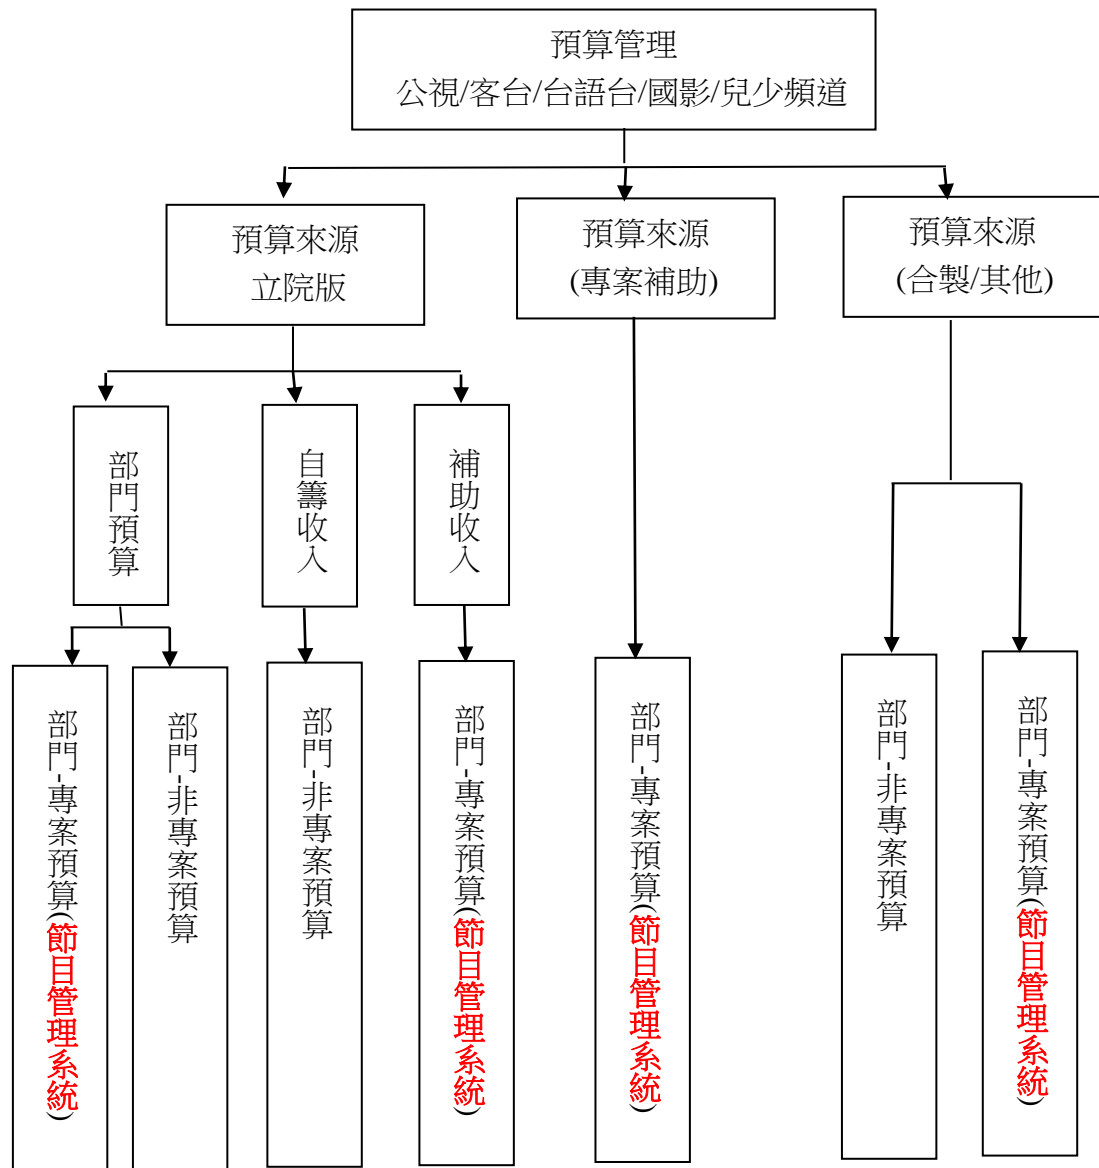 預算管理
公視/客台/台語台/國影/兒少頻道
預算來源
立院版
預算來源
(專案補助)
預算來源
(合製/其他)
部門預算
自籌收入
補助收入
部門-專案預算(節目管理系統)
部門-非專案預算
部門-非專案預算
部門-專案預算(節目管理系統)
部門-專案預算(節目管理系統)
部門-非專案預算
部門-專案預算(節目管理系統)